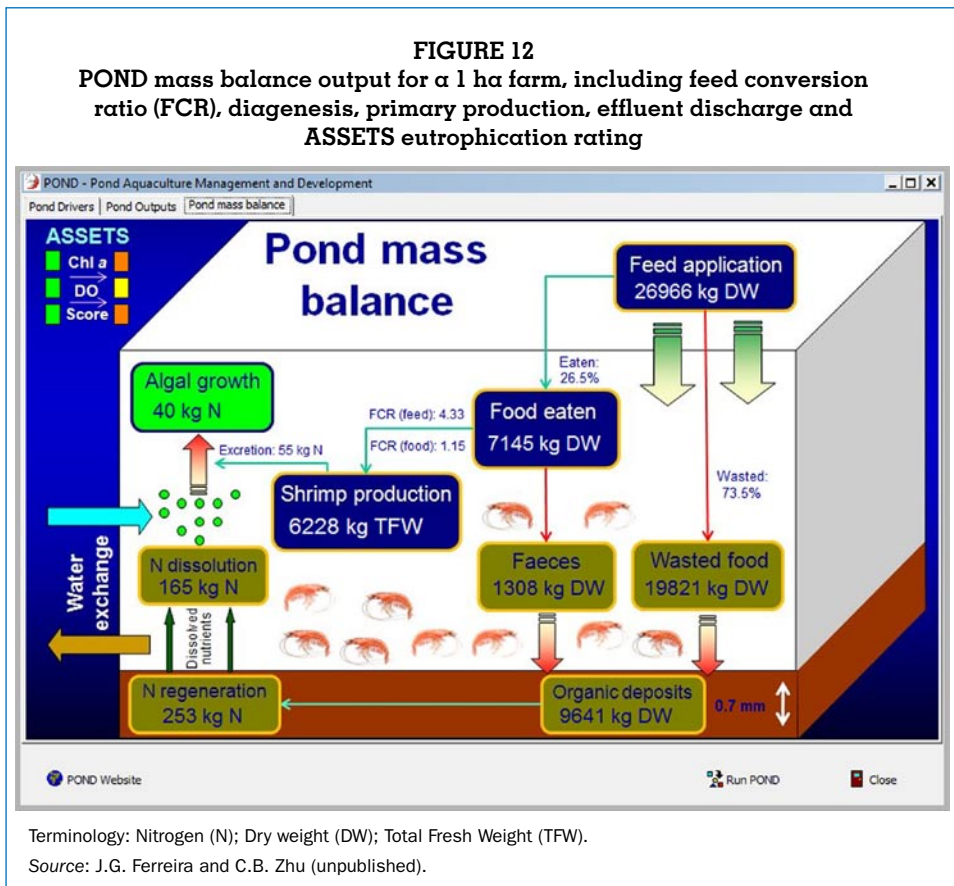 FIGURE 12
POND mass balance output for a 1 ha farm, including feed conversion
ratio (FCR), diagenesis, primary production, effluent discharge and
ASSETS eutrophication rating
POND - Pond Aquaculture Management and Development
Pond Drivers Pond Outputs Pond mass balance
ASSETS
Chl a
DO
Score
Pond mass
balance
Feed application
26966 kg DW
Eaten:
26.5%
Algal growth
40 kg N
FCR (feed): 4.33
FCR (food): 1.15
Food eaten
7145 kg DW
Excretion: 55 kg N
Shrimp production
6228 kg TFW
Wasted:
73.5%
Water
exchange
N dissolution
165 kg N
Faeces
1308 kg DW
Wasted food
19821 kg DW
Dissolved
nutrients
N regeneration
253 kg N
Organic deposits
9641 kg DW
0.7 mm
POND Website
Run POND
Close
Terminology: Nitrogen (N); Dry weight (DW); Total Fresh Weight (TFW).
Source: J.G. Ferreira and C.B. Zhu (unpublished).